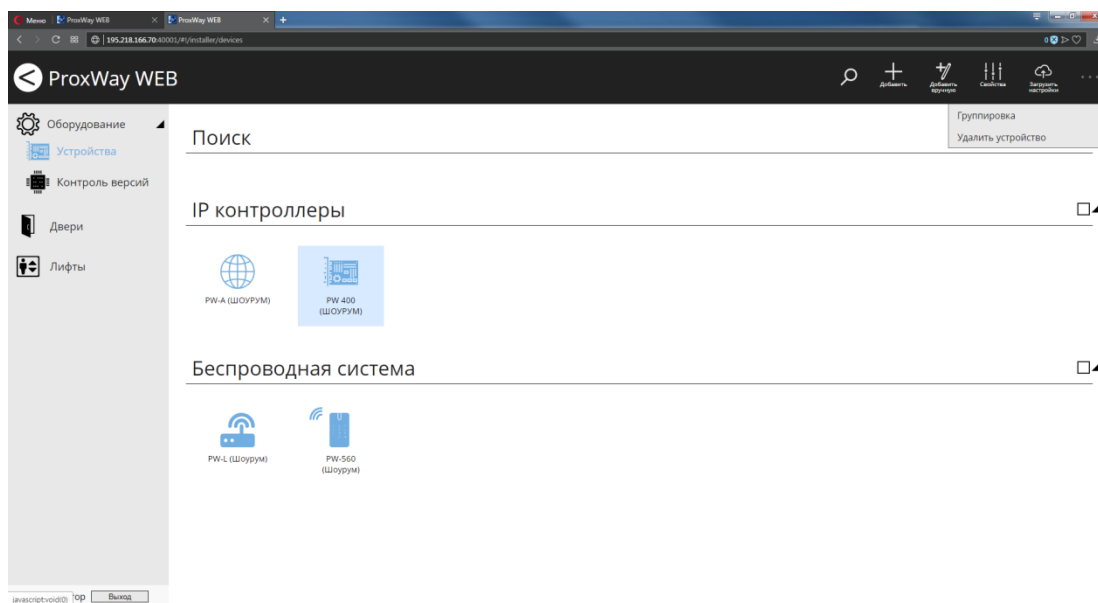 Меню
ProxWay WEB
ProxWay WEB
195.218.166.70:40001/#!/installer/devices
0
ProxWay WEB
Добавить
Добавить
вручную
Свойства
Загрузить
настройки
Группировка
Удалить устройство
Оборудование
Устройства
Контроль версий
Двери
Лифты
Поиск
IP контроллеры
PW-A (ШОУРУМ)
PW 400
(ШОУРУМ)
Беспроводная система
PW-L (Шоурум)
PW-560
(Шоурум)
javascript:void(0)
тор
Выход